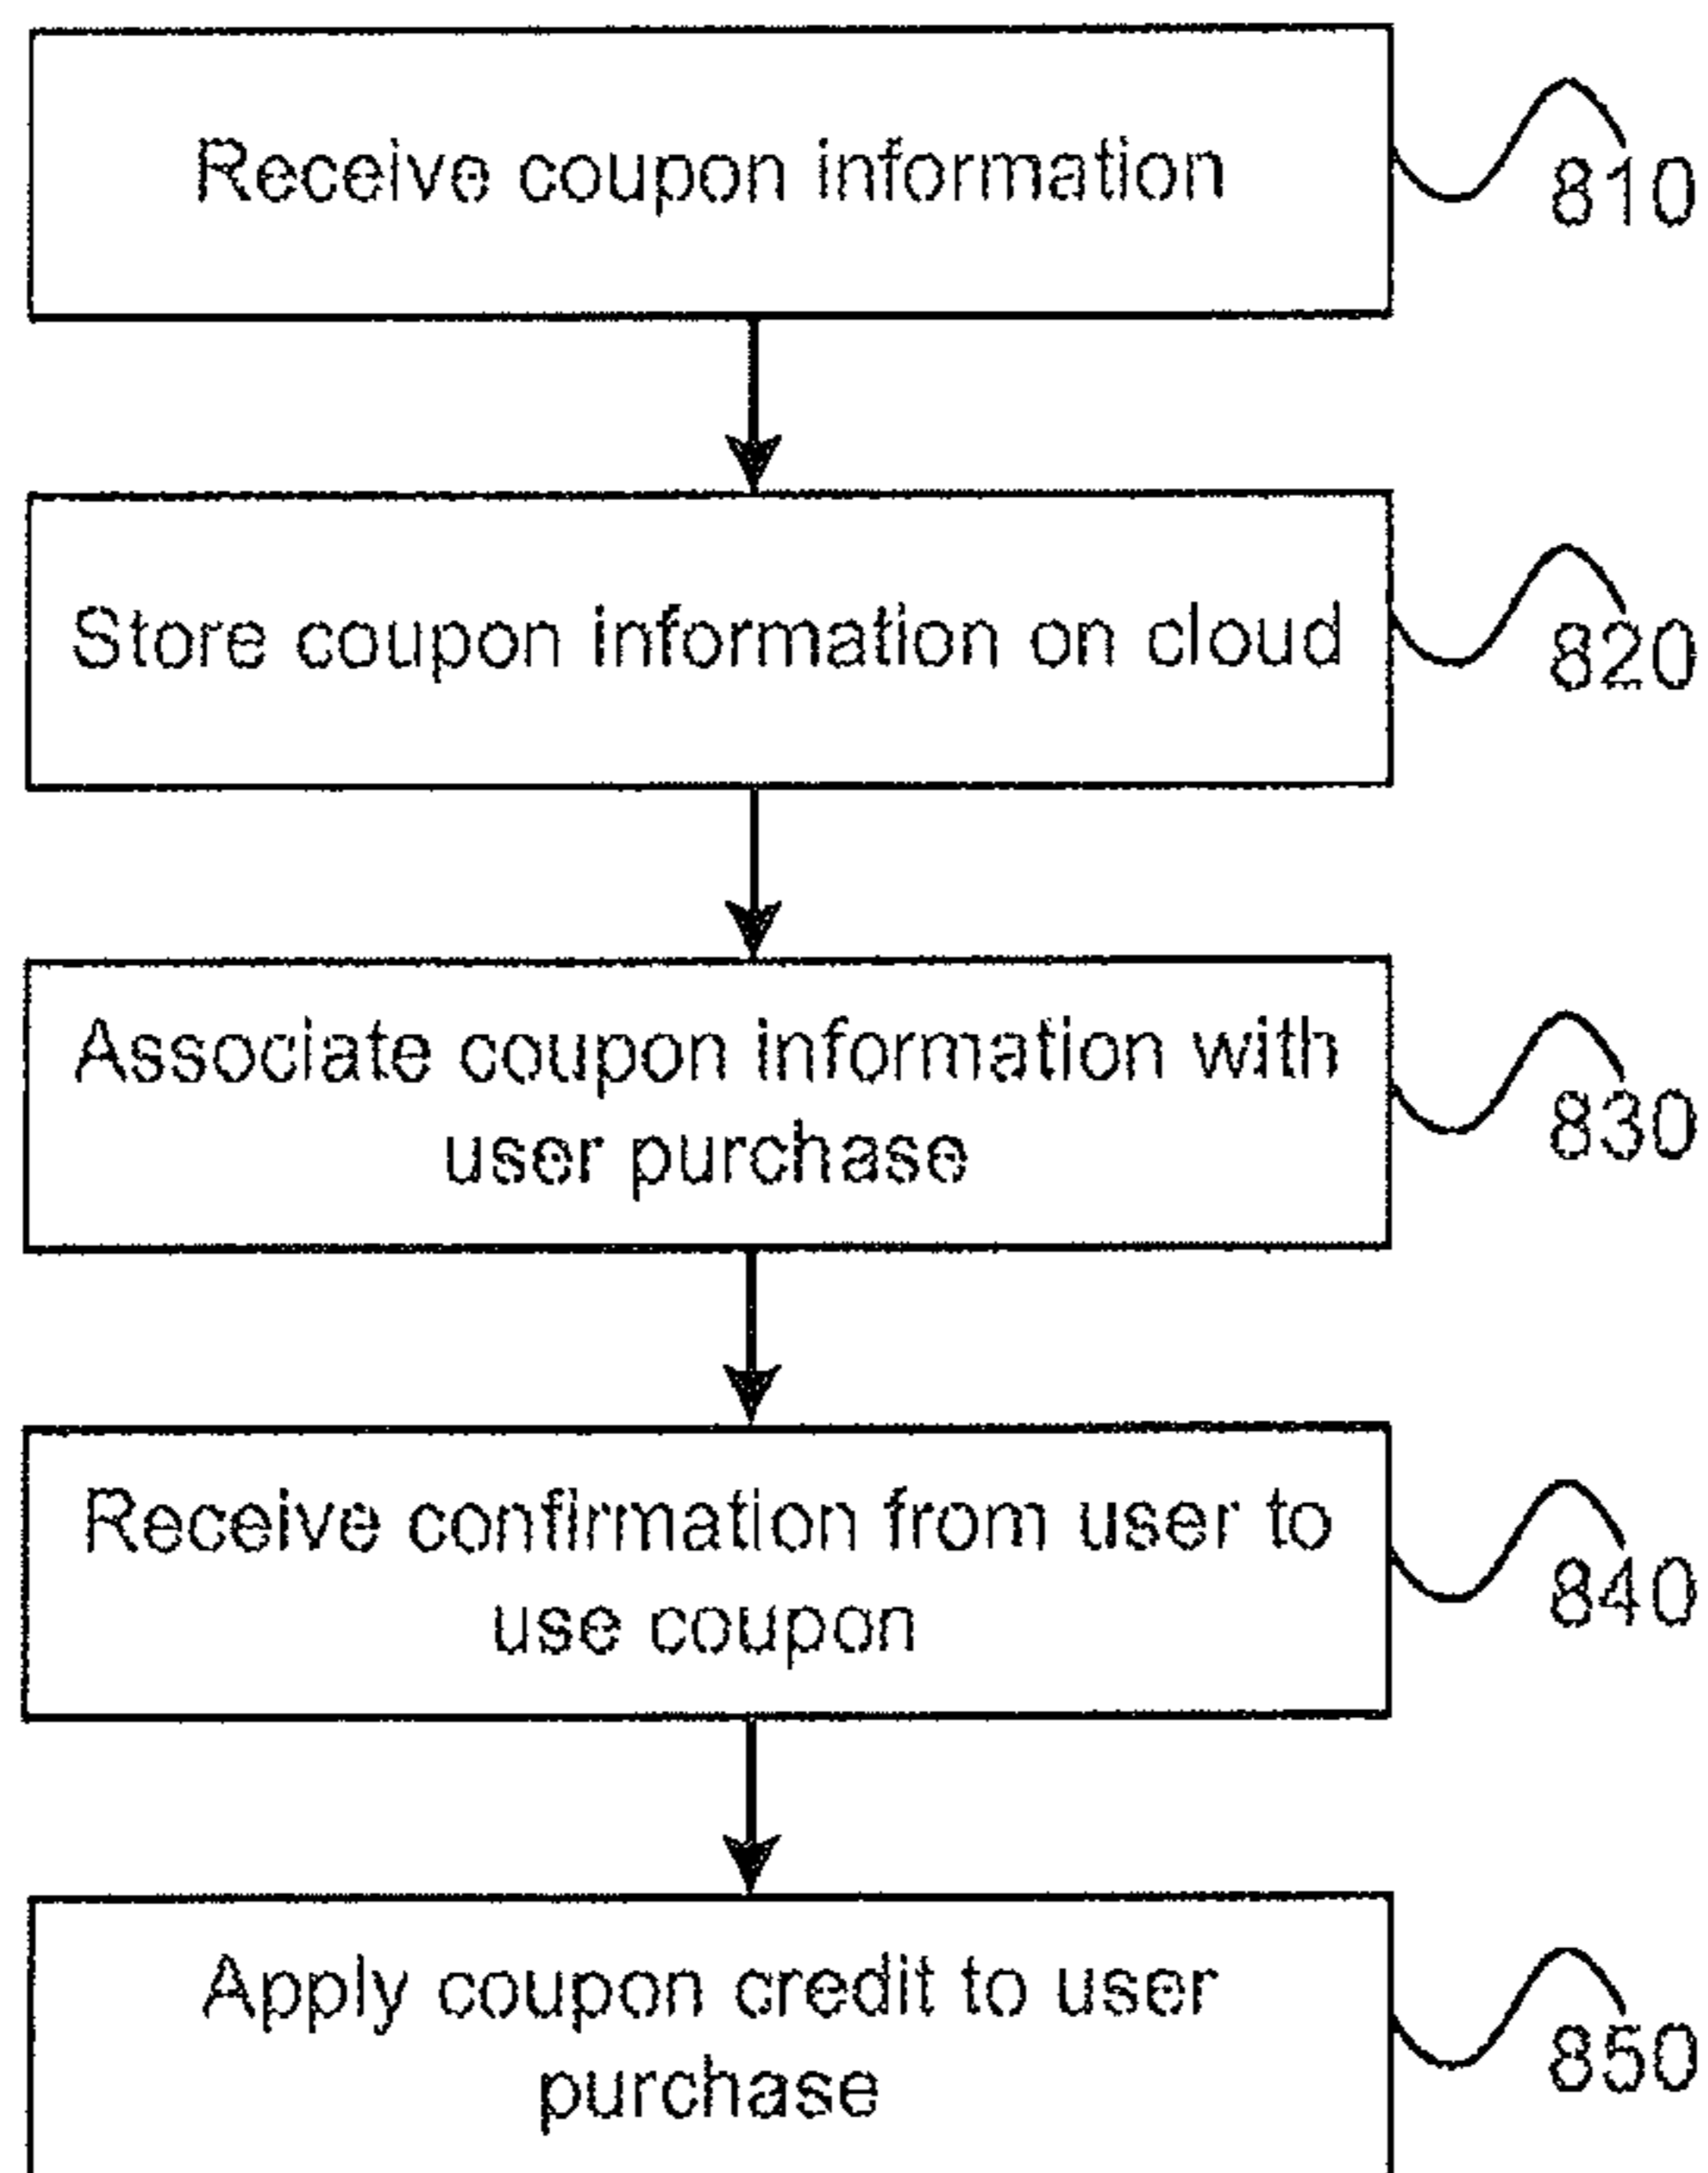 Receive coupon information
810
Store coupon information on cloud
820
Associate coupon information with
user purchase
830
Receive confirmation from user to
use coupon
840
Apply coupon credit to user
purchase
850